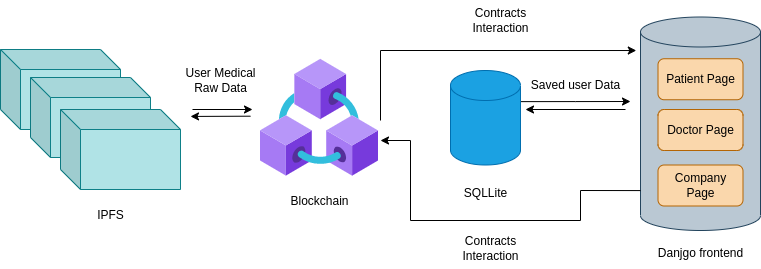 Contracts
Interaction
User Medical
Raw Data
Saved user Data
Patient Page
Doctor Page
Company
Page
SQLLite
Blockchain
IPFS
Contracts
Interaction
Danjgo frontend